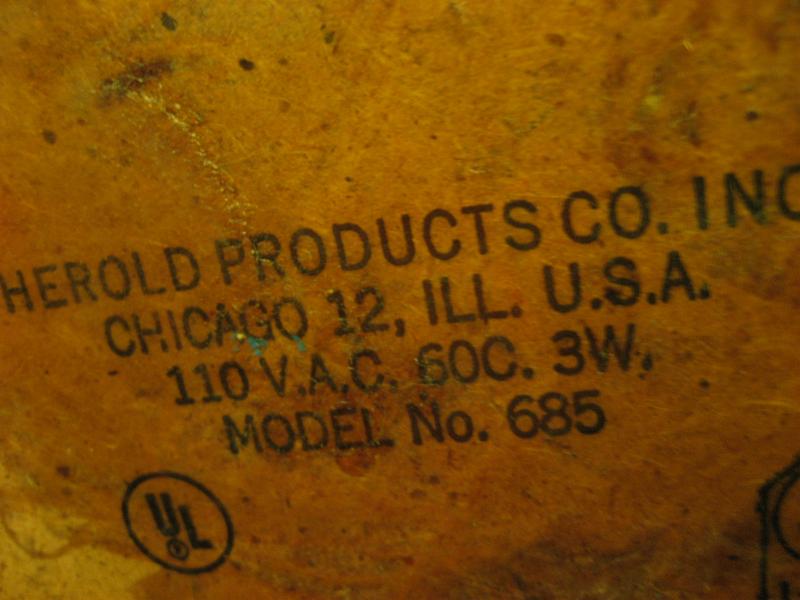 HEROLD PRODUCTS CO. INC
CHICAGO 12, ILL. U.S.A.
110 V.A.C. 60C. 3W.
MODEL No. 685
UL
®